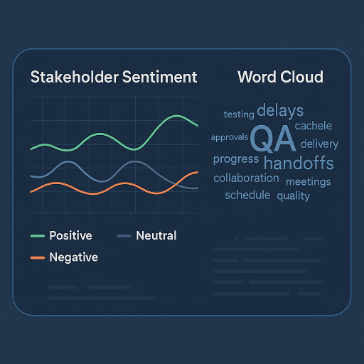 Stakeholder Sentiment
Positive
Neutral
Negative
Word Cloud
delays
testing
QA
cachele
approvals
delivery
progress
handoffs
collaboration
meetings
schedule
quality